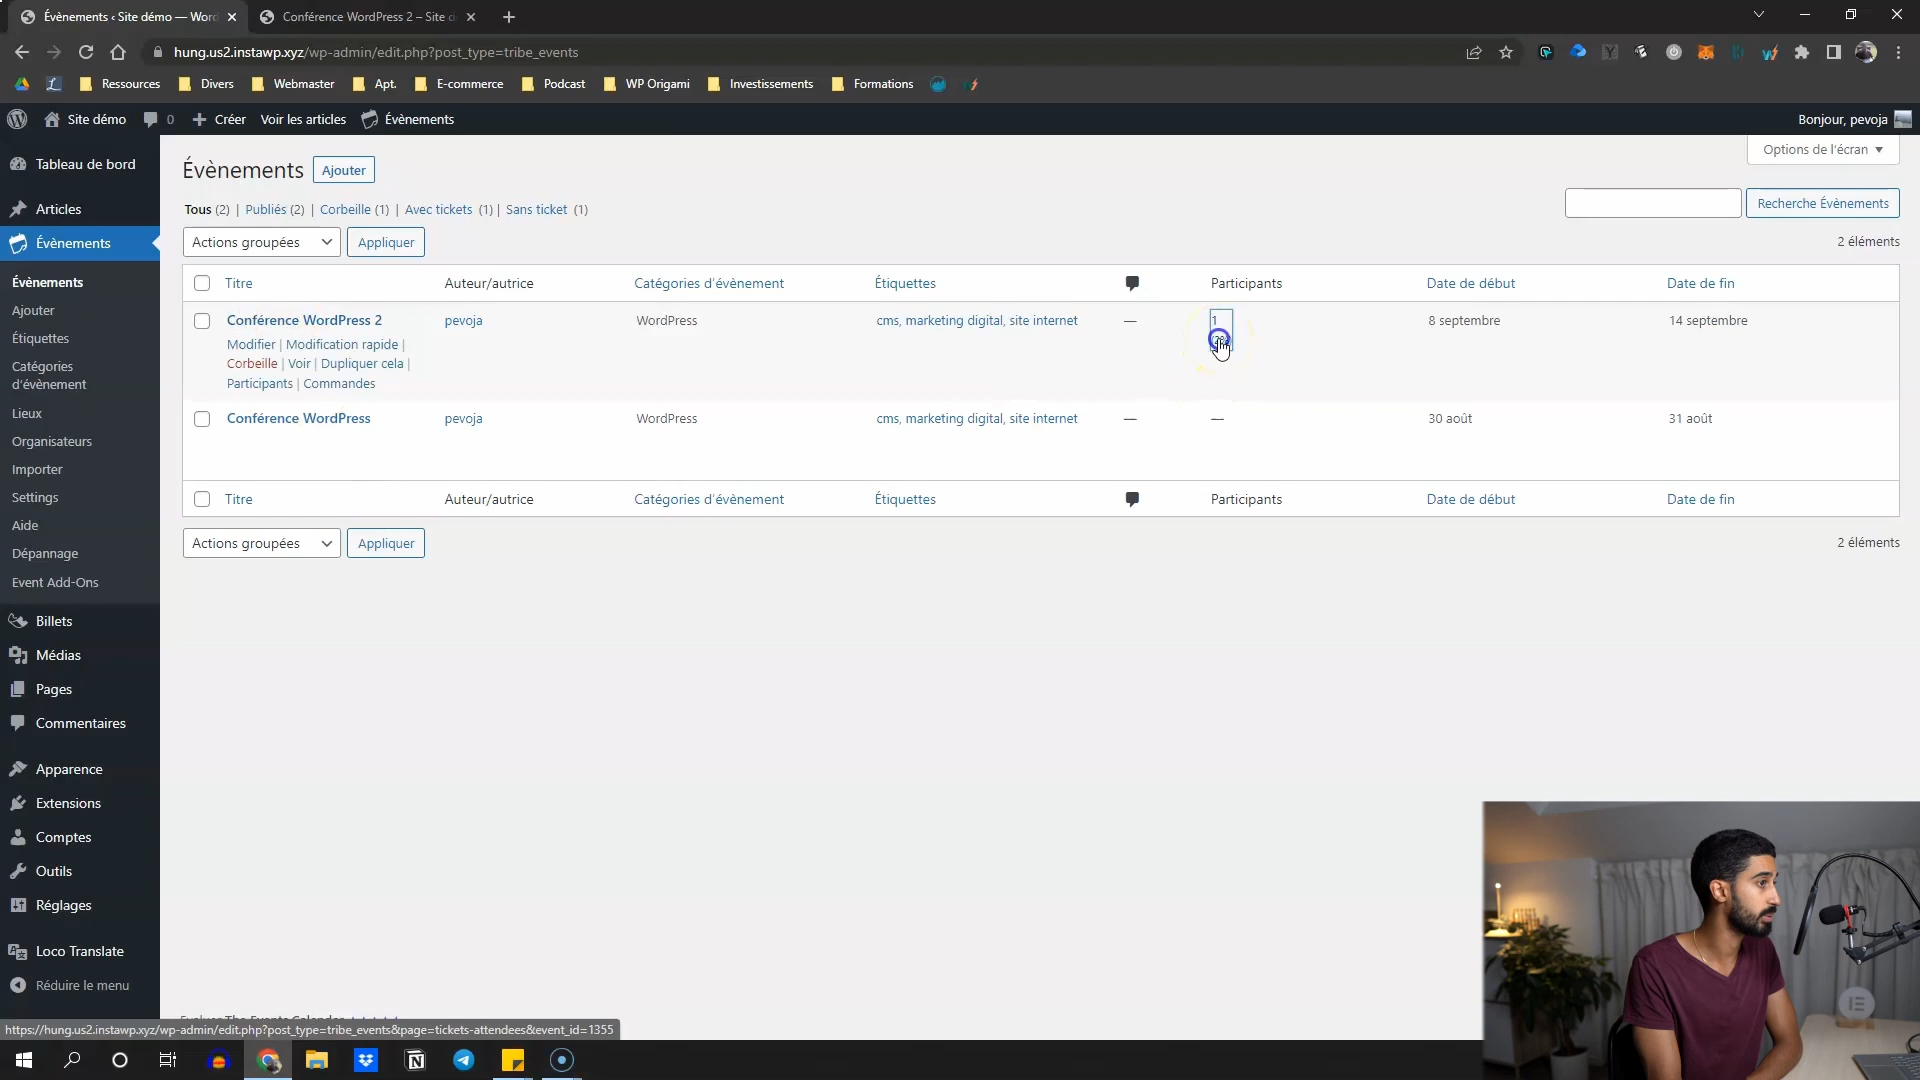 Évènements ‹ Site démo — Word
Conférence WordPress 2 – Site d
hung.us2.instawp.xyz/wp-admin/edit.php?post_type=tribe_events
Ressources
Divers
Webmaster
Apt.
E-commerce
Podcast
WP Origami
Investissements
Formations
Site démo
0
Créer
Voir les articles
Évènements
Bonjour, pevoja
Options de l'écran
Tableau de bord
Articles
Évènements
Évènements
Ajouter
Étiquettes
Catégories
d'évènement
Lieux
Organisateurs
Importer
Settings
Aide
Dépannage
Event Add-Ons
Billets
Médias
Pages
Commentaires
Apparence
Extensions
Comptes
Outils
Réglages
Loco Translate
Réduire le menu
Évènements
Ajouter
Tous (2) | Publiés (2) | Corbeille (1) | Avec tickets (1) | Sans ticket (1)
Recherche Évènements
Actions groupées
Appliquer
2 éléments
Titre Auteur/autrice Catégories d'évènement Étiquettes Participants Date de début Date de fin
Conférence WordPress 2 pevoja WordPress cms, marketing digital, site internet — 1 8 septembre 14 septembre
Modifier | Modification rapide |
Corbeille | Voir | Dupliquer cela |
Participants | Commandes
Conférence WordPress pevoja WordPress cms, marketing digital, site internet — — 30 août 31 août
Titre Auteur/autrice Catégories d'évènement Étiquettes Participants Date de début Date de fin
Actions groupées
Appliquer
2 éléments
https://hung.us2.instawp.xyz/wp-admin/edit.php?post_type=tribe_events&page=tickets-attendees&event_id=1355